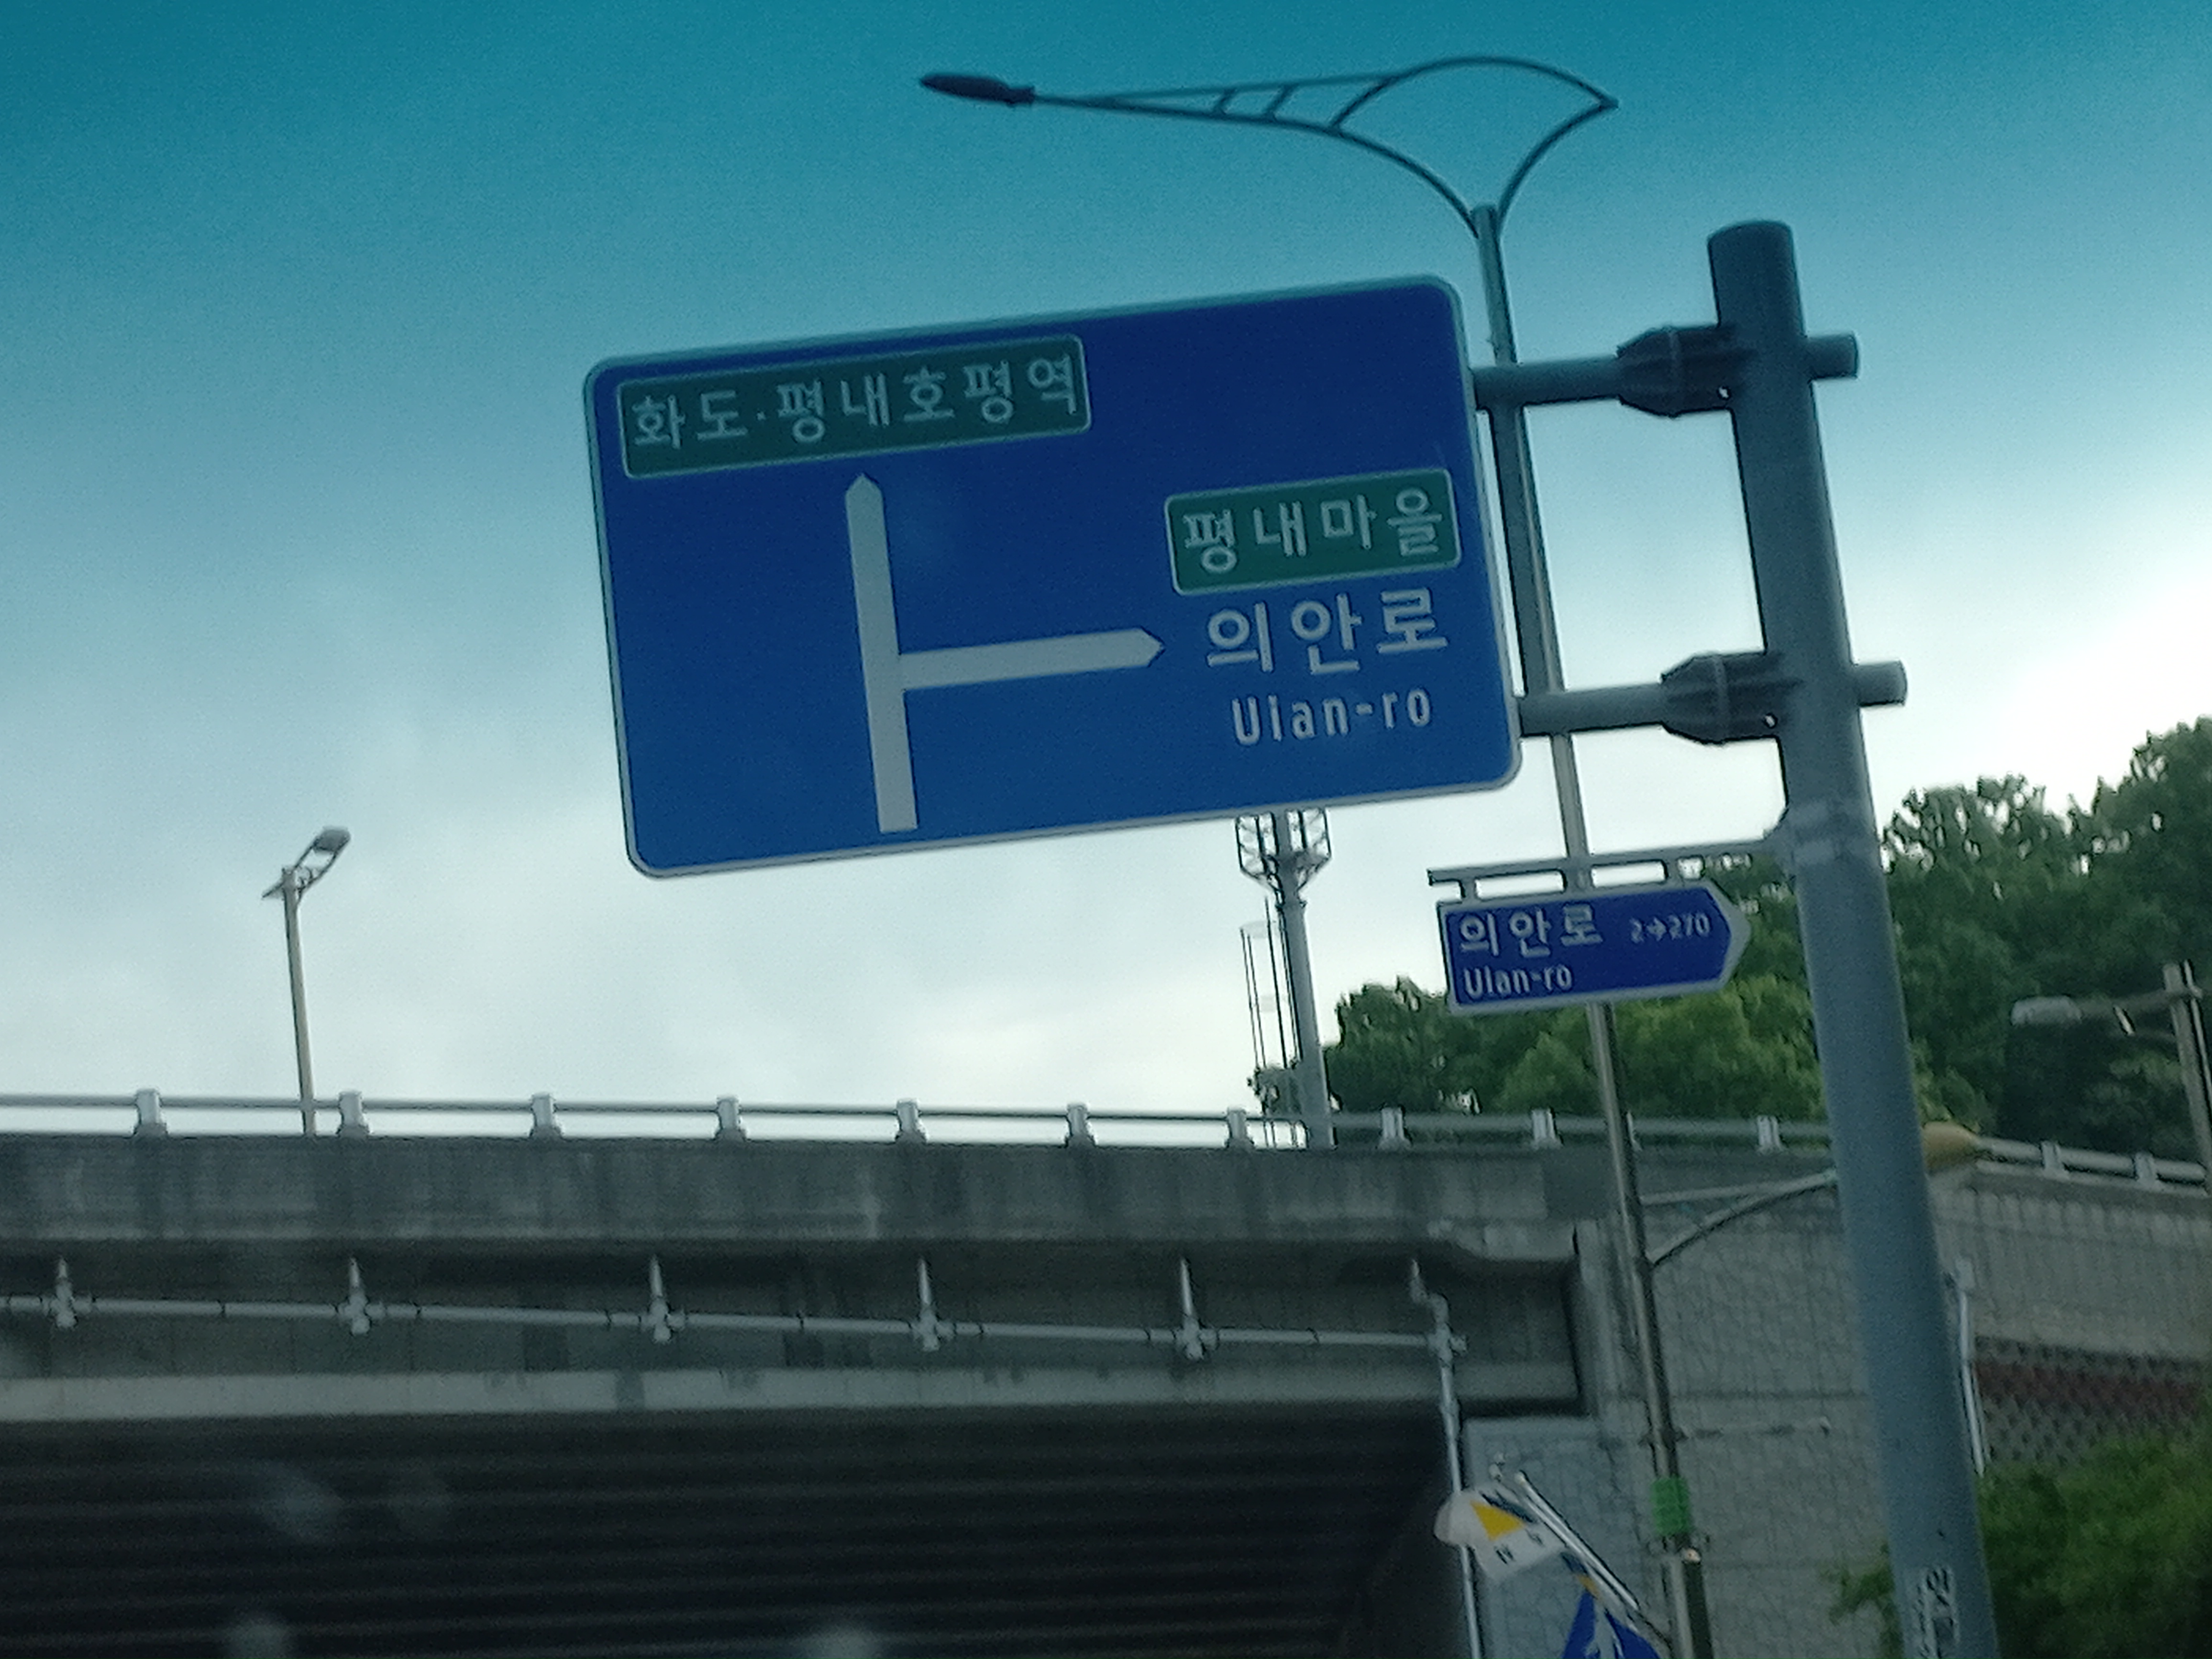 화도·평내호평역
평내마을
의안로
Uian-ro
의안로 2→270
Uian-ro